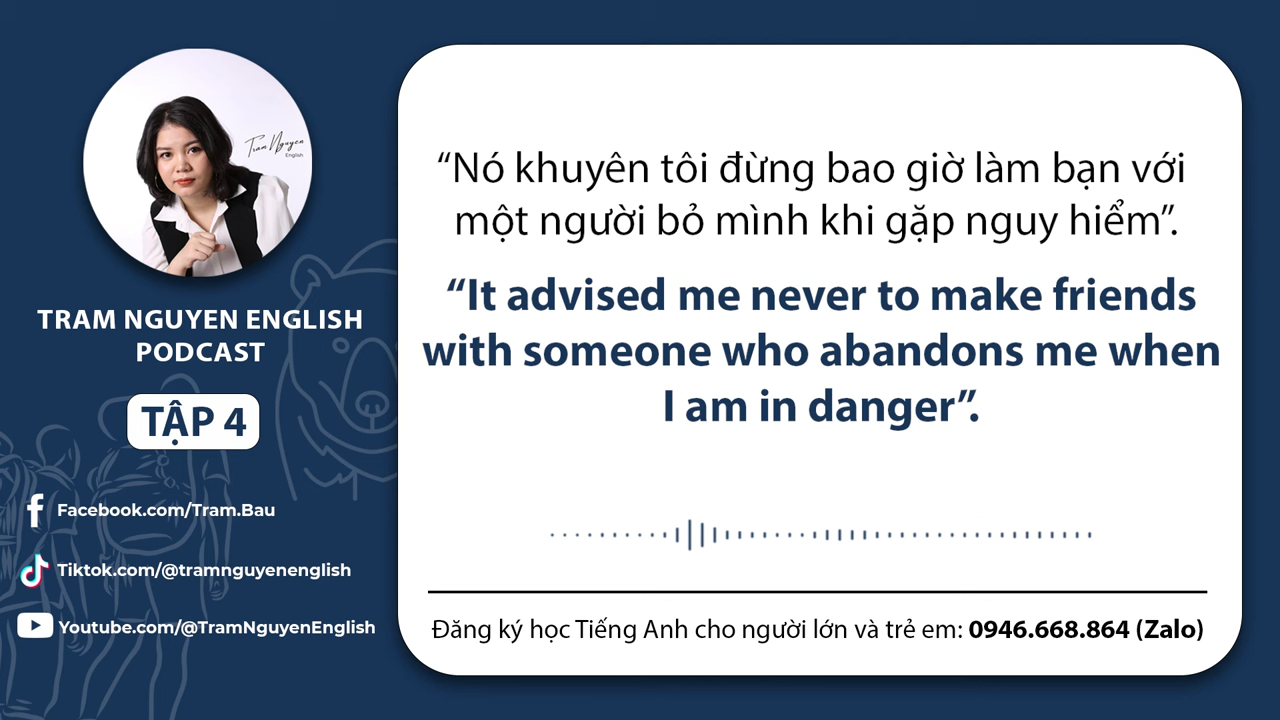 Tram Nguyen
English
TRAM NGUYEN ENGLISH
PODCAST
TẬP 4
Facebook.com/Tram.Bau
Tiktok.com/@tramnguyenenglish
Youtube.com/@TramNguyenEnglish
“Nó khuyên tôi đừng bao giờ làm bạn với
một người bỏ mình khi gặp nguy hiểm”.
“It advised me never to make friends
with someone who abandons me when
I am in danger”.
Đăng ký học Tiếng Anh cho người lớn và trẻ em: 0946.668.864 (Zalo)